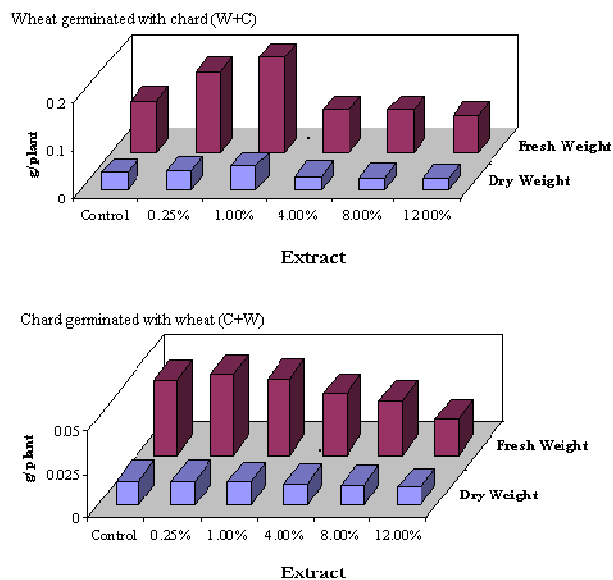 Wheat germinated with chard (W+C)
0.2
0.1
0
g/plant
Fresh Weight
Dry Weight
Control 0.25% 1.00% 4.00% 8.00% 12.00%
Extract
Chard germinated with wheat (C+W)
0.05
0.025
0
g/plant
Fresh Weight
Dry Weight
Control 0.25% 1.00% 4.00% 8.00% 12.00%
Extract